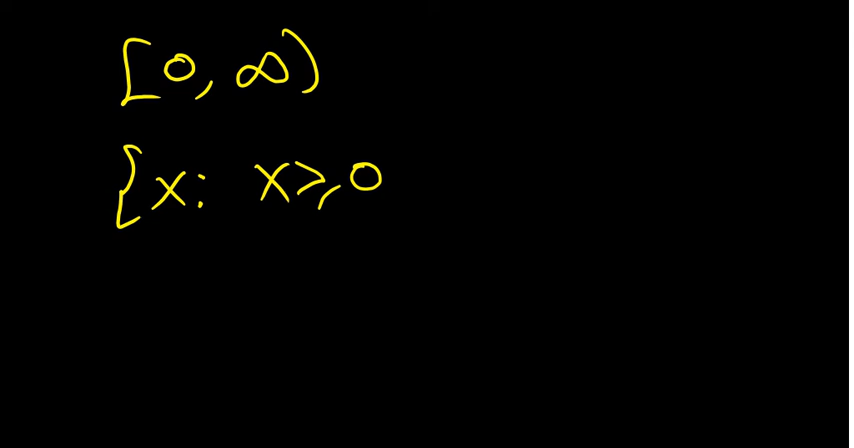 [0, ∞)
{x: x ≥ 0